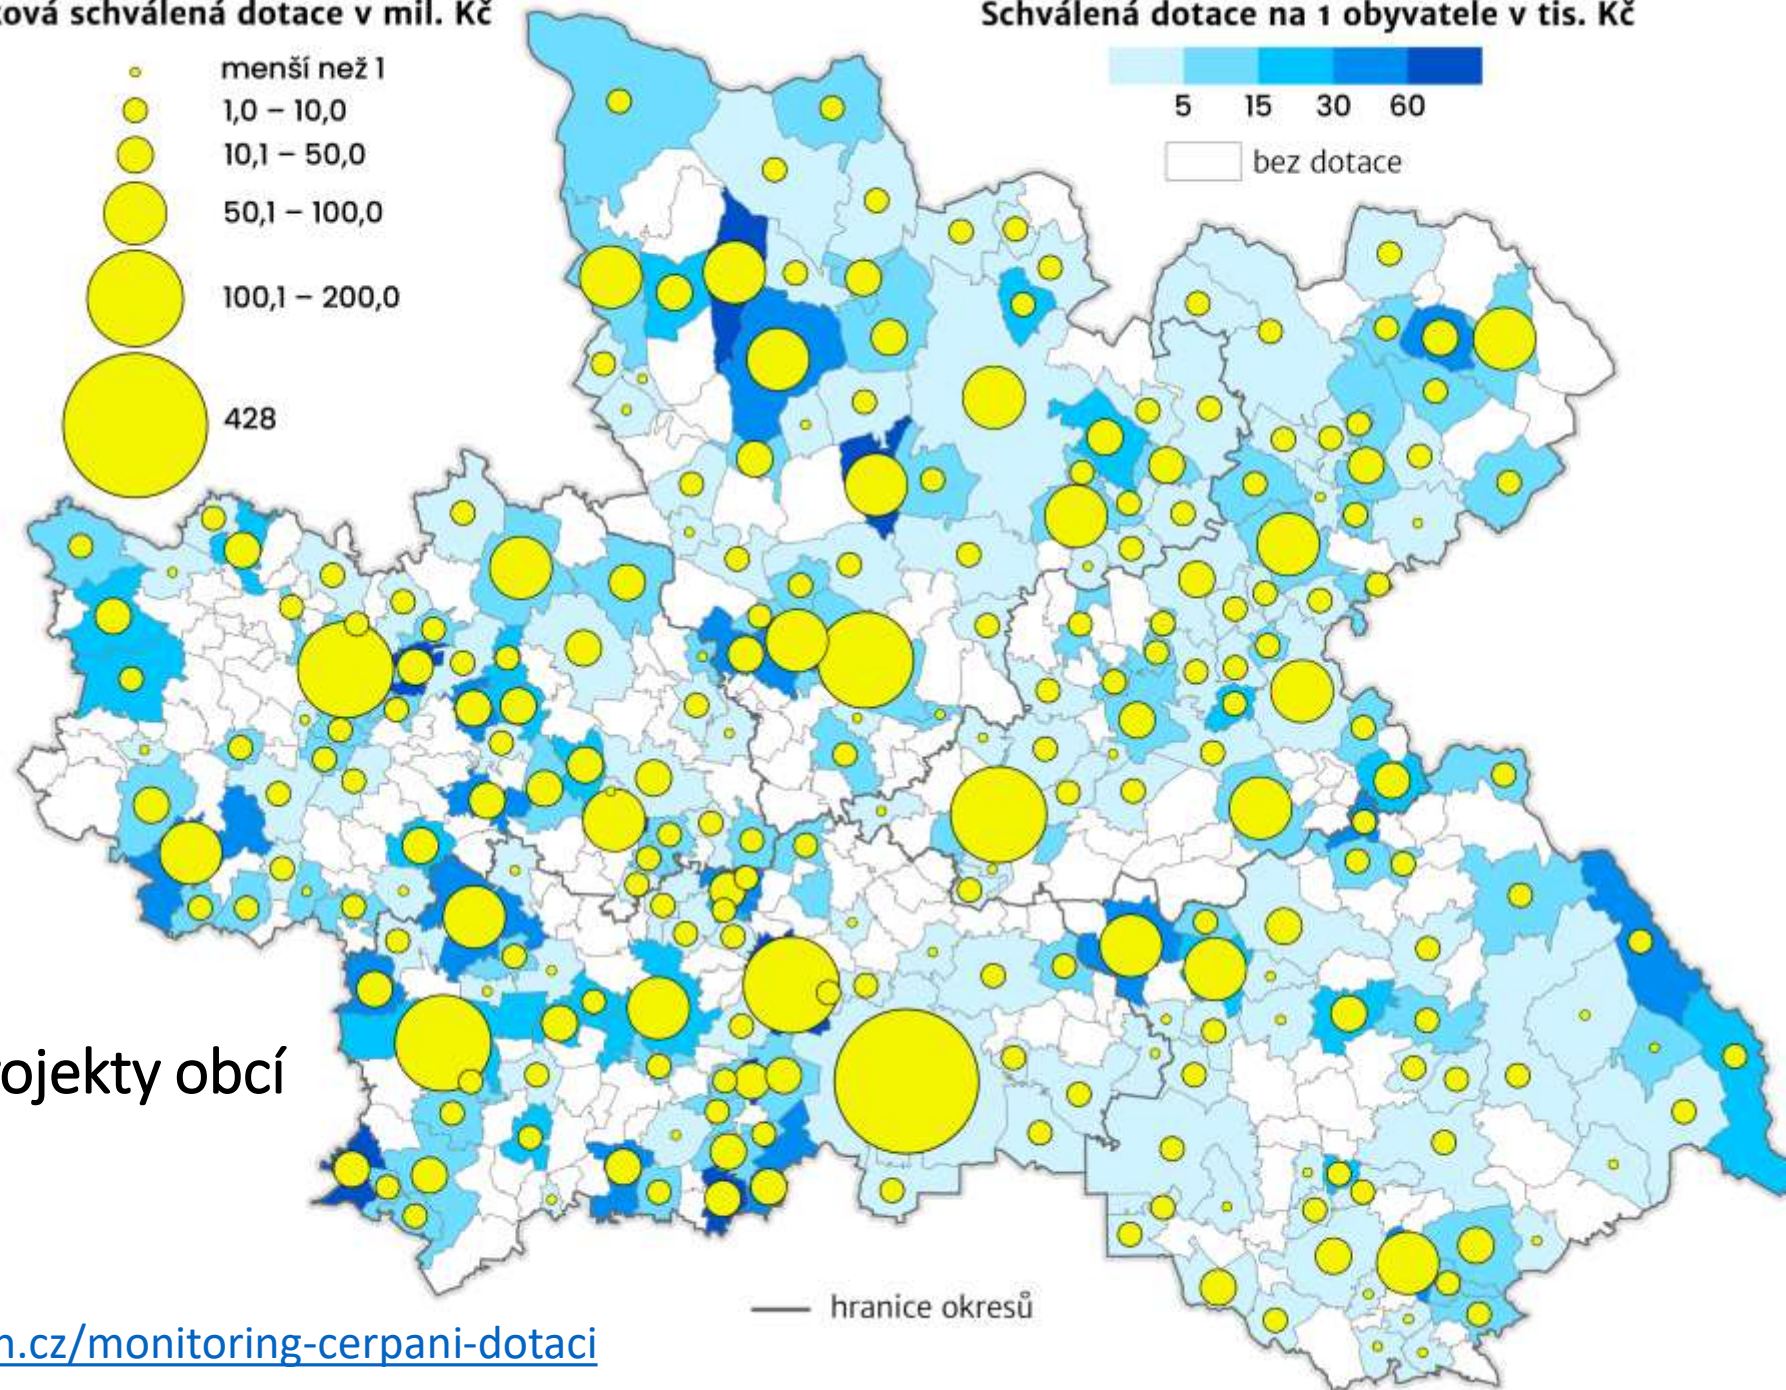 ková schválená dotace v mil. Kč
menší než 1
1,0 – 10,0
10,1 – 50,0
50,1 – 100,0
100,1 – 200,0
428
Schválená dotace na 1 obyvatele v tis. Kč
5 15 30 60
bez dotace
rojekty obcí
hranice okresů
n.cz/monitoring-cerpani-dotaci